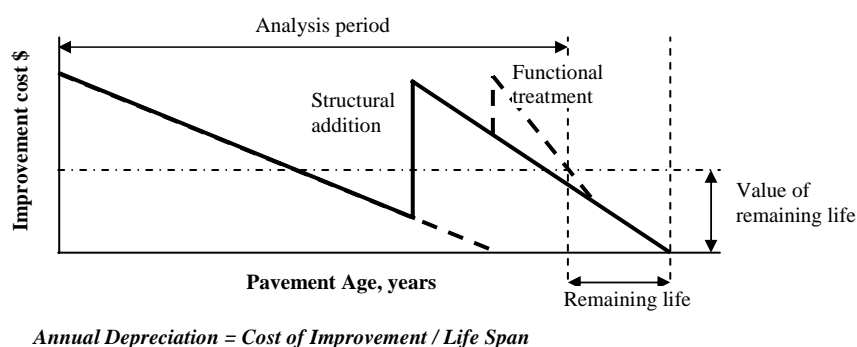 Analysis period
Improvement cost $
Structural
addition
Functional
treatment
Value of
remaining life
Pavement Age, years
Remaining life
Annual Depreciation = Cost of Improvement / Life Span